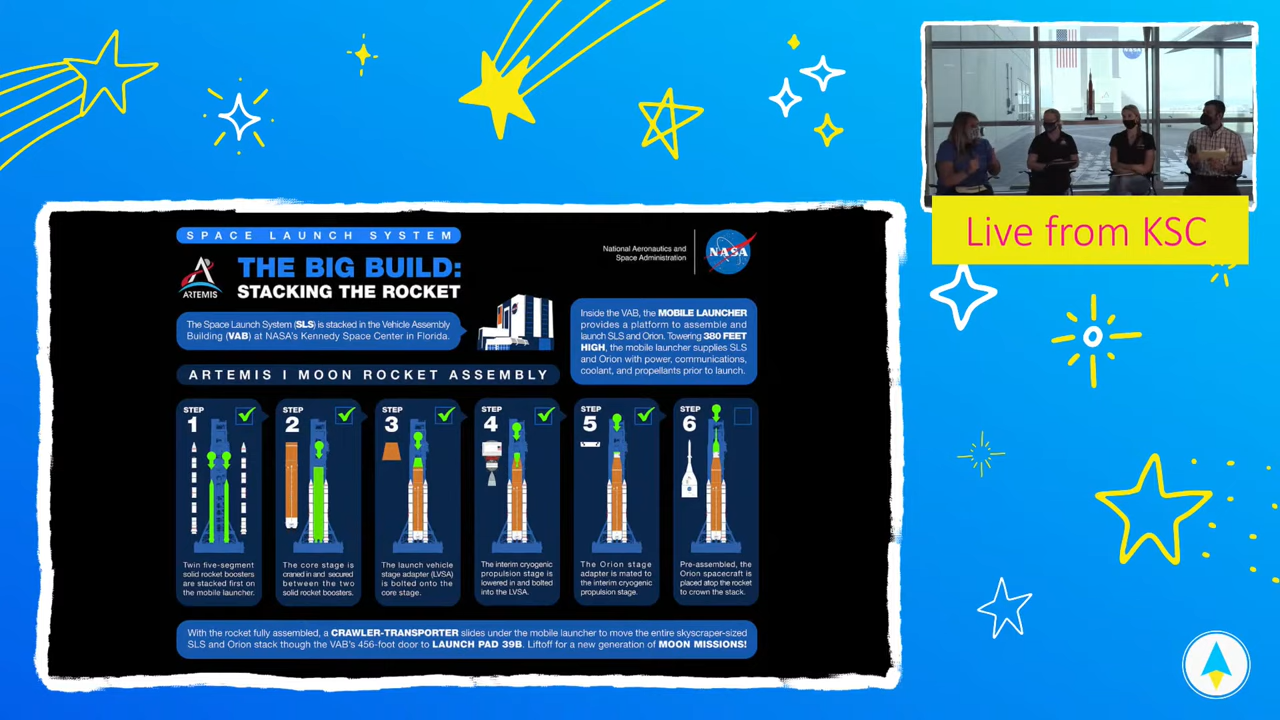 SPACE LAUNCH SYSTEM
ARTEMIS
THE BIG BUILD:
STACKING THE ROCKET
National Aeronautics and
Space Administration
NASA
The Space Launch System (SLS) is stacked in the Vehicle Assembly
Building (VAB) at NASA's Kennedy Space Center in Florida.
Inside the VAB, the MOBILE LAUNCHER
provides a platform to assemble and
launch SLS and Orion. Towering 380 FEET
HIGH, the mobile launcher supplies SLS
and Orion with power, communications,
coolant, and propellants prior to launch.
ARTEMIS I MOON ROCKET ASSEMBLY
STEP
1
Twin five-segment
solid rocket boosters
are stacked first on
the mobile launcher.
STEP
2
The core stage is
craned in and secured
between the two
solid rocket boosters.
STEP
3
The launch vehicle
stage adapter (LVSA)
is bolted onto the
core stage.
STEP
4
The interim cryogenic
propulsion stage is
lowered in and bolted
into the LVSA.
STEP
5
The Orion stage
adapter is mated to
the interim cryogenic
propulsion stage.
STEP
6
Pre-assembled, the
Orion spacecraft is
placed atop the rocket
to crown the stack.
With the rocket fully assembled, a CRAWLER-TRANSPORTER slides under the mobile launcher to move the entire skyscraper-sized
SLS and Orion stack though the VAB's 456-foot door to LAUNCH PAD 39B. Liftoff for a new generation of MOON MISSIONS!
Live from KSC